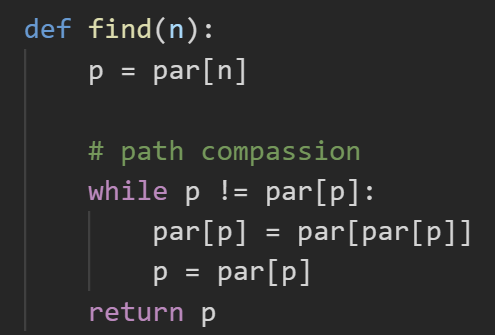 def find(n):
    p = par[n]

    # path compassion
    while p != par[p]:
        par[p] = par[par[p]]
        p = par[p]
    return p